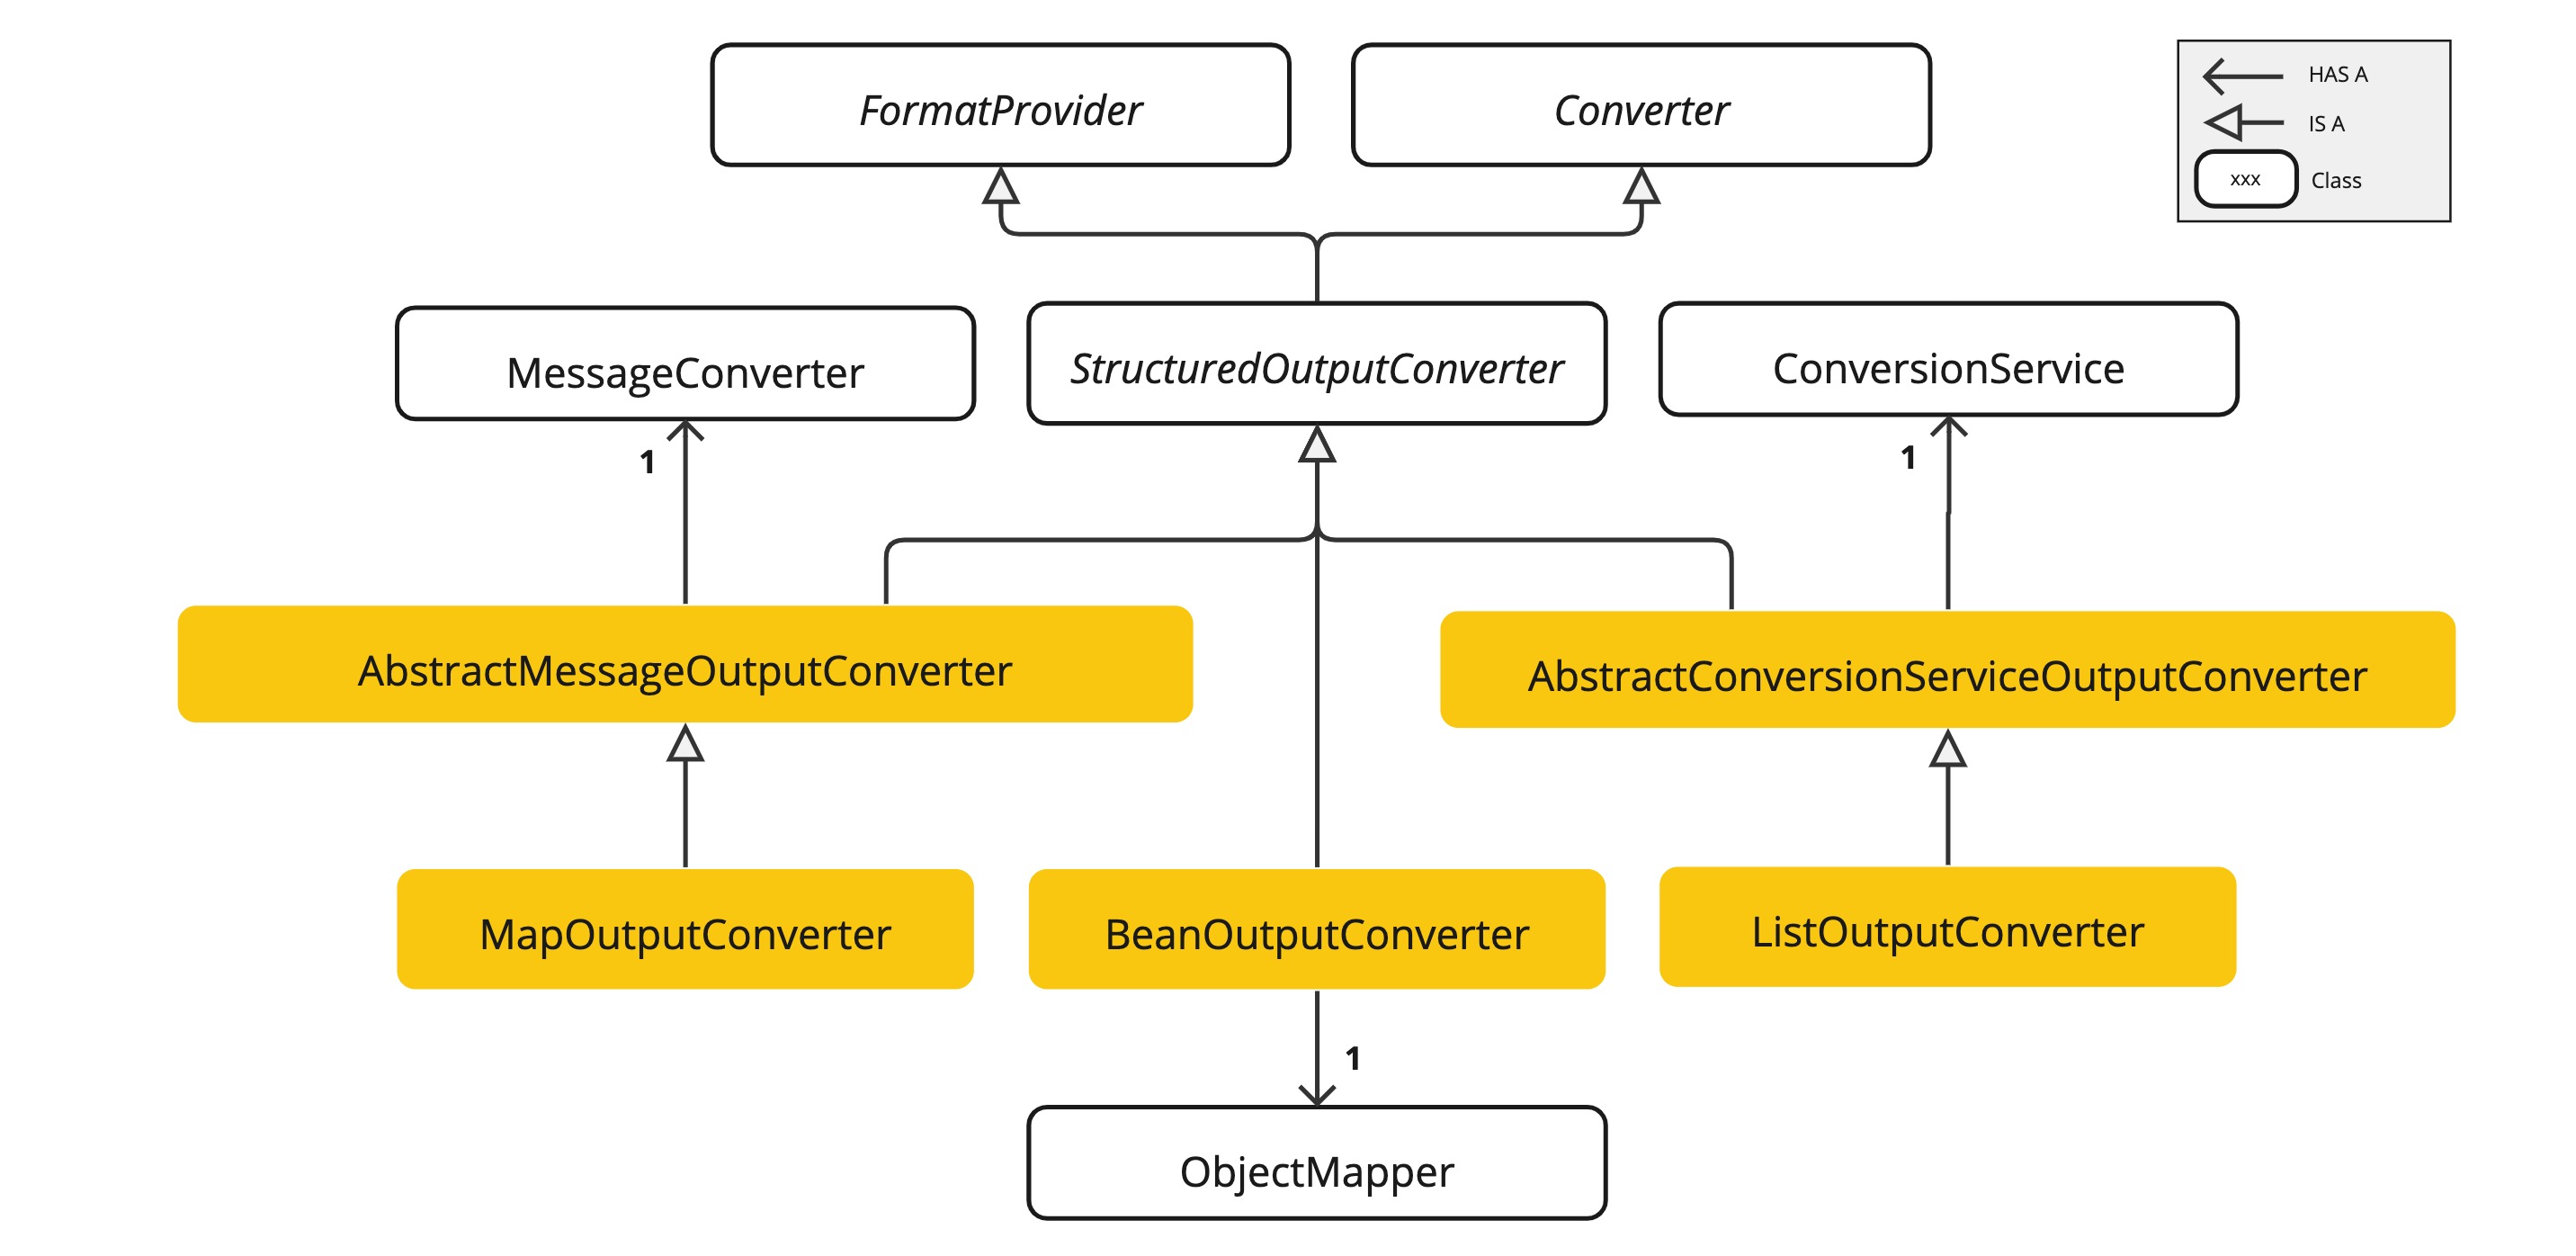 FormatProvider
Converter
HAS A
IS A
xxx
Class
MessageConverter
StructuredOutputConverter
ConversionService
1
1
AbstractMessageOutputConverter
AbstractConversionServiceOutputConverter
MapOutputConverter
BeanOutputConverter
ListOutputConverter
1
ObjectMapper